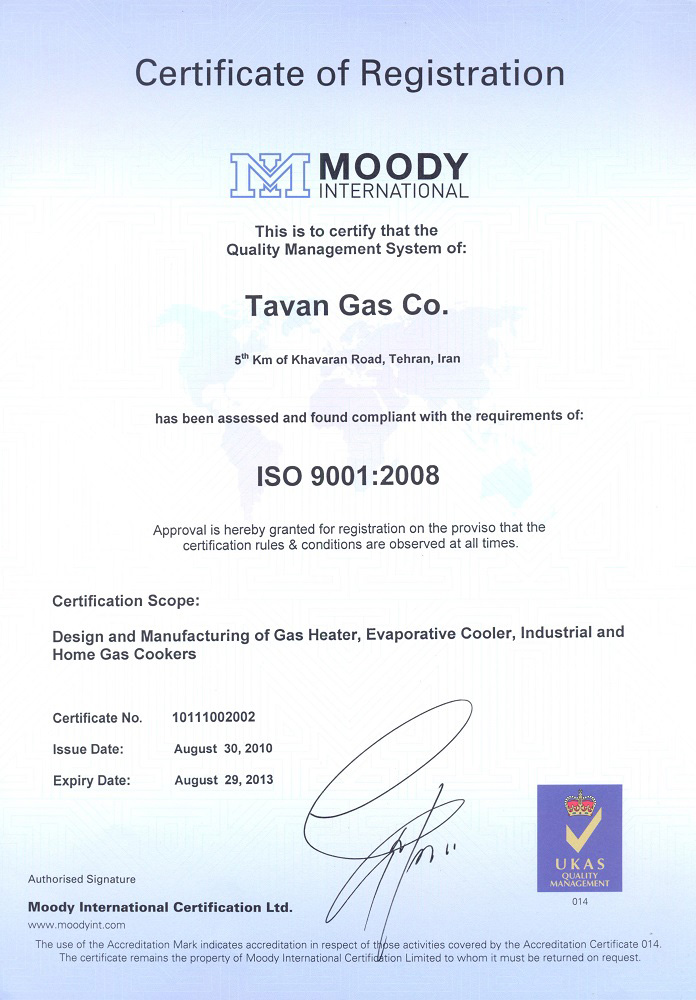 Certificate of Registration
MOODY
INTERNATIONAL
This is to certify that the
Quality Management System of:
Tavan Gas Co.
5th Km of Khavaran Road, Tehran, Iran
has been assessed and found compliant with the requirements of:
ISO 9001:2008
Approval is hereby granted for registration on the proviso that the
certification rules & conditions are observed at all times.
Certification Scope:
Design and Manufacturing of Gas Heater, Evaporative Cooler, Industrial and
Home Gas Cookers
Certificate No. 10111002002
Issue Date: August 30, 2010
Expiry Date: August 29, 2013
UKAS
QUALITY
MANAGEMENT
014
Authorised Signature
Moody International Certification Ltd.
www.moodyint.com
The use of the Accreditation Mark indicates accreditation in respect of those activities covered by the Accreditation Certificate 014.
The certificate remains the property of Moody International Certification Limited to whom it must be returned on request.